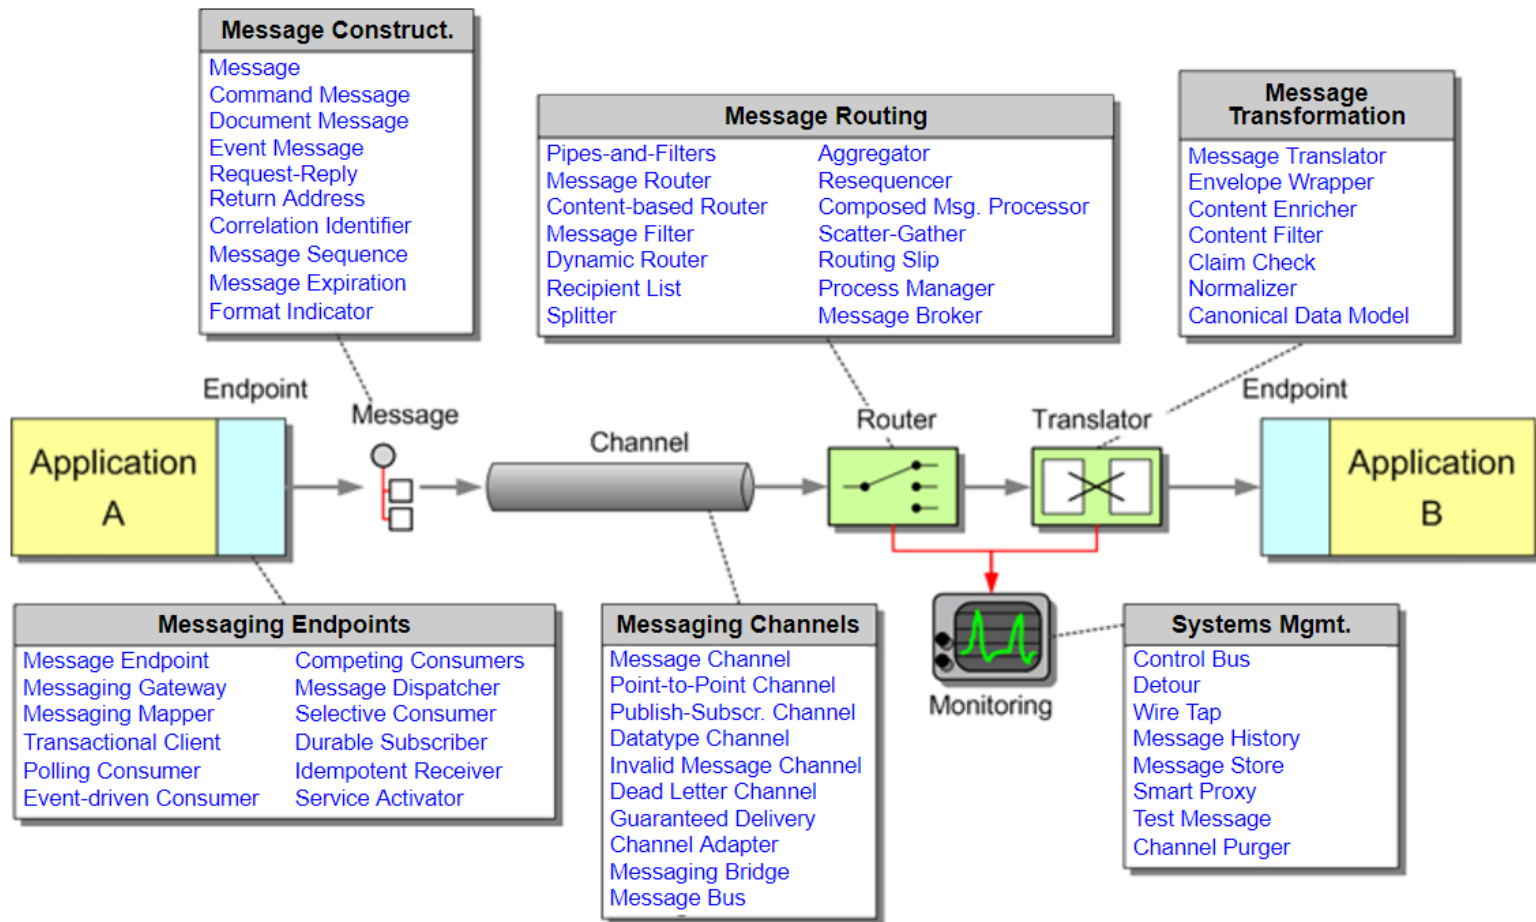 Message Construct.
Message
Command Message
Document Message
Event Message
Request-Reply
Return Address
Correlation Identifier
Message Sequence
Message Expiration
Format Indicator
Message Routing
Pipes-and-Filters
Message Router
Content-based Router
Message Filter
Dynamic Router
Recipient List
Splitter
Aggregator
Resequencer
Composed Msg. Processor
Scatter-Gather
Routing Slip
Process Manager
Message Broker
Message
Transformation
Message Translator
Envelope Wrapper
Content Enricher
Content Filter
Claim Check
Normalizer
Canonical Data Model
Endpoint
Application
A
Message
Channel
Router
Translator
Endpoint
Application
B
Messaging Endpoints
Message Endpoint
Messaging Gateway
Messaging Mapper
Transactional Client
Polling Consumer
Event-driven Consumer
Competing Consumers
Message Dispatcher
Selective Consumer
Durable Subscriber
Idempotent Receiver
Service Activator
Messaging Channels
Message Channel
Point-to-Point Channel
Publish-Subscr. Channel
Datatype Channel
Invalid Message Channel
Dead Letter Channel
Guaranteed Delivery
Channel Adapter
Messaging Bridge
Message Bus
Monitoring
Systems Mgmt.
Control Bus
Detour
Wire Tap
Message History
Message Store
Smart Proxy
Test Message
Channel Purger